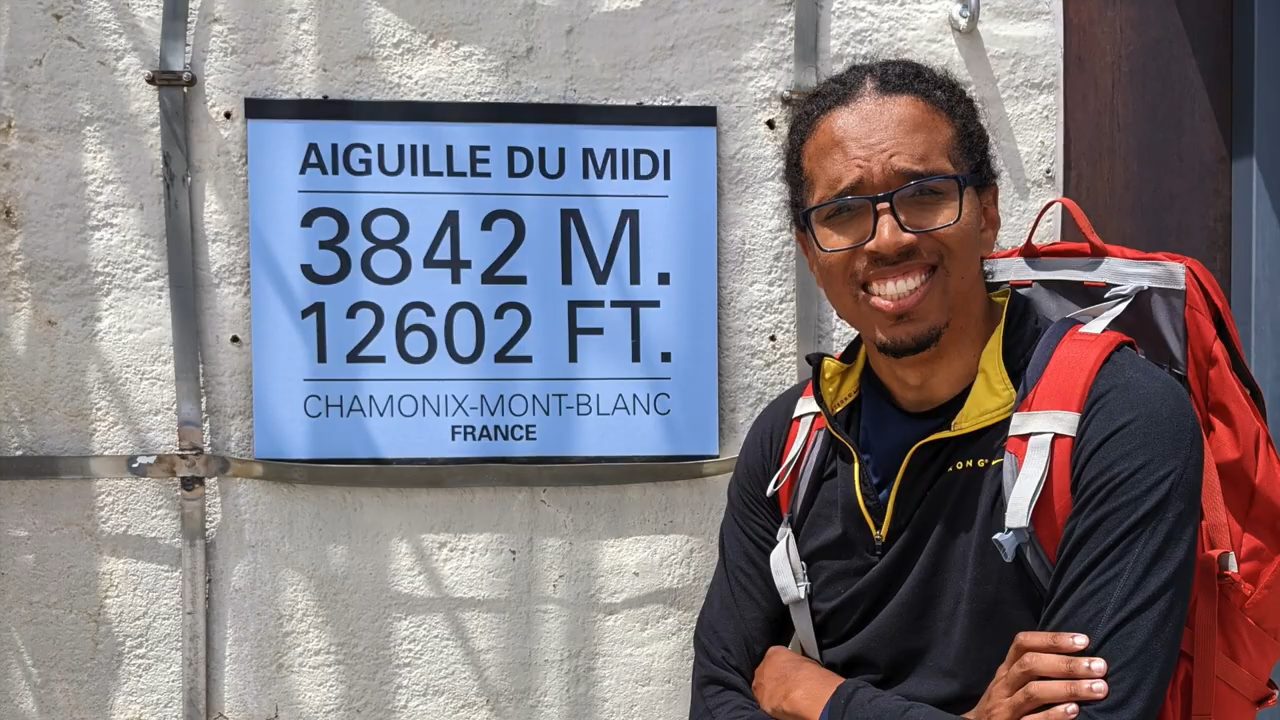 AIGUILLE DU MIDI
3842 M.
12602 FT.
CHAMONIX-MONT-BLANC
FRANCE